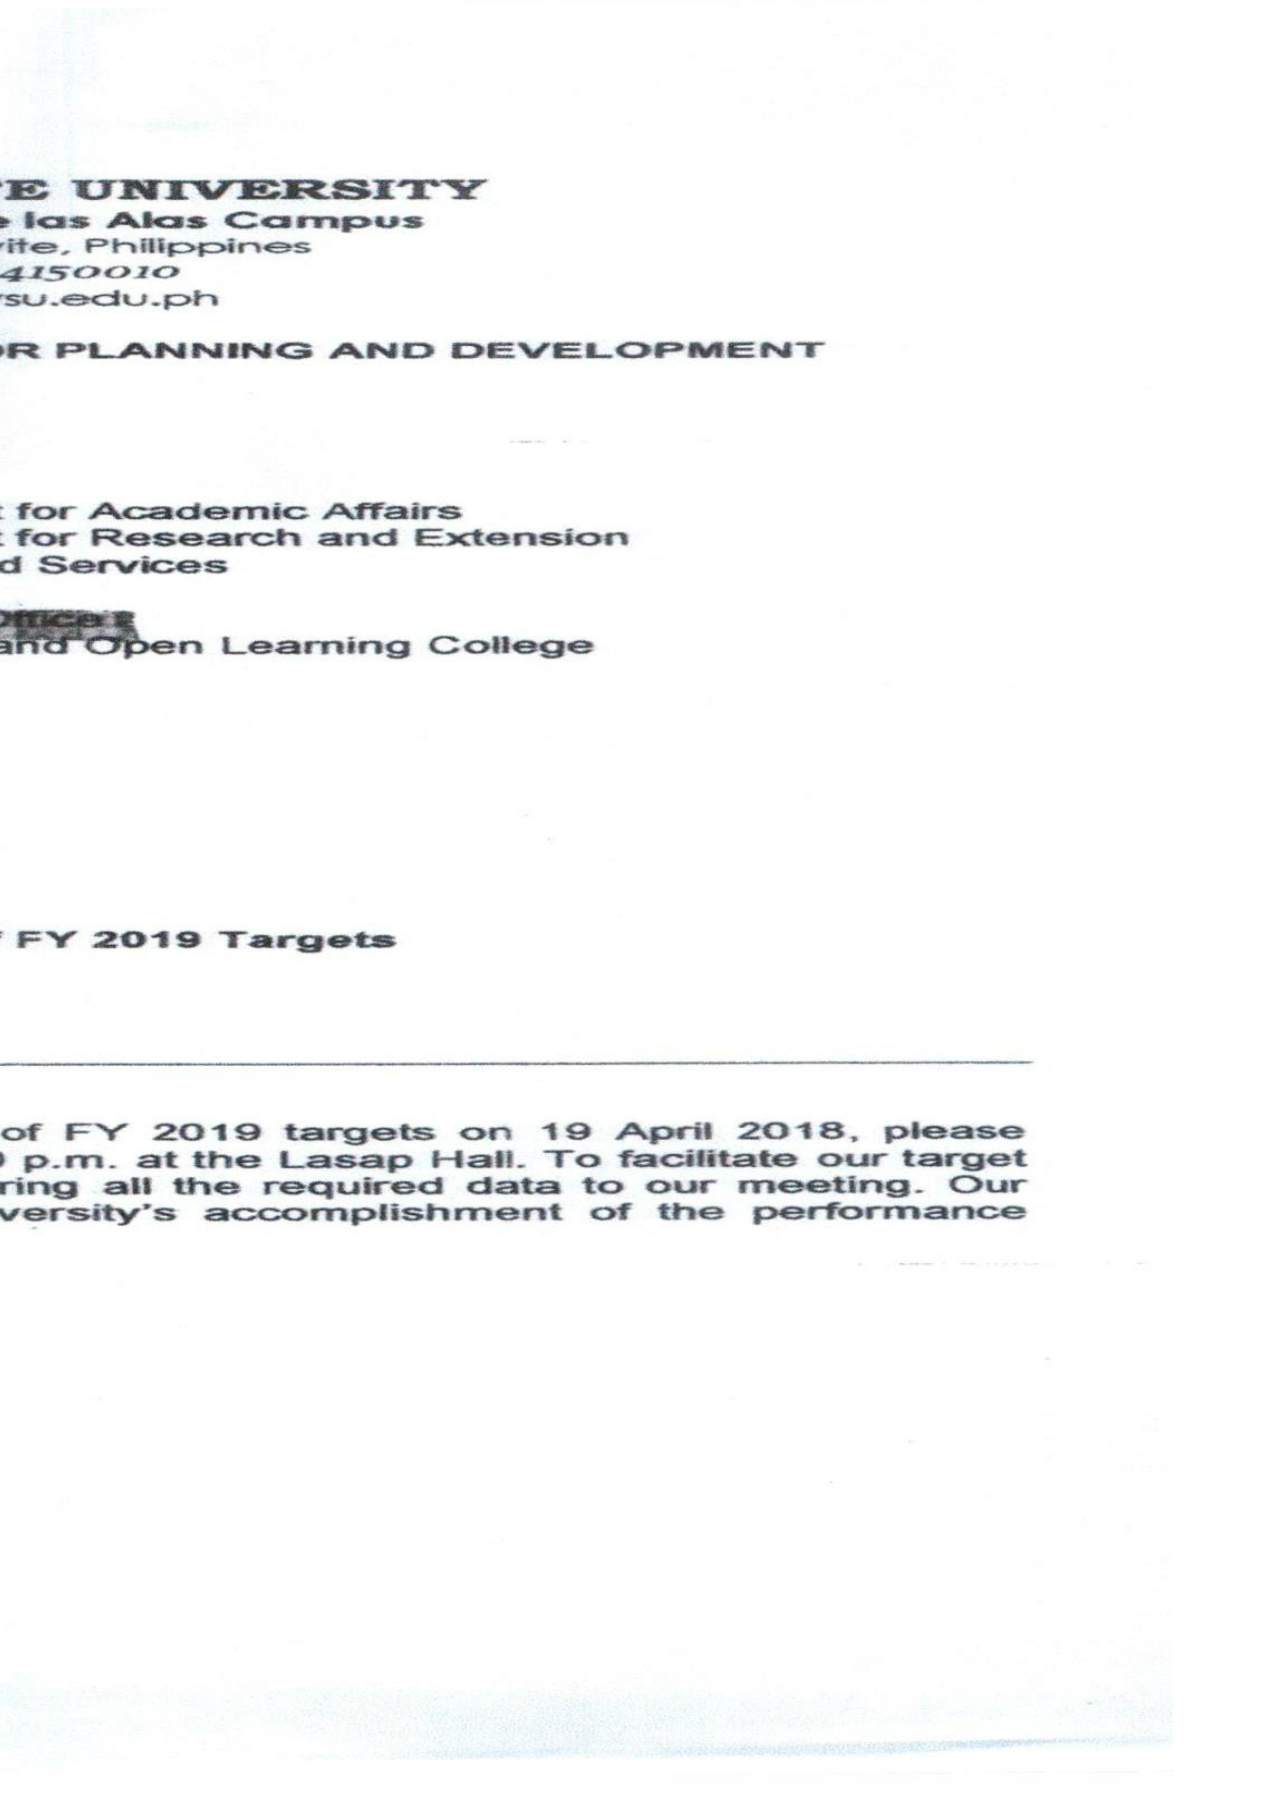 E UNIVERSITY
las Alas Campus
ite, Philippines
4150010
su.edu.ph
R PLANNING AND DEVELOPMENT
for Academic Affairs
for Research and Extension
d Services
Office
and Open Learning College
FY 2019 Targets
of FY 2019 targets on 19 April 2018, please
p.m. at the Lasap Hall. To facilitate our target
ring all the required data to our meeting. Our
versity's accomplishment of the performance